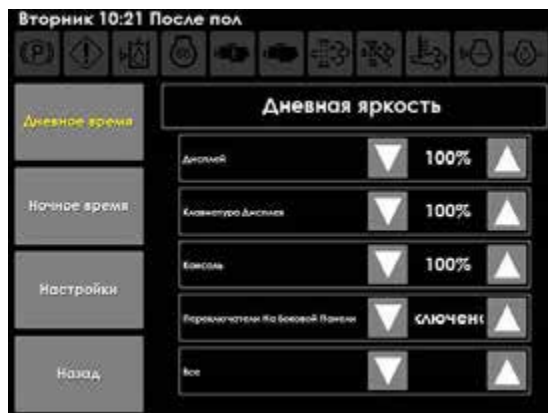 Вторник 10:21 После пол
Дневная яркость
Дневное время
Дисплей 100%
Клавиатура Дисплея 100%
Ночное время
Консоль 100%
Настройки
Переключатели На Боковой Панели ключен
Назад
Все